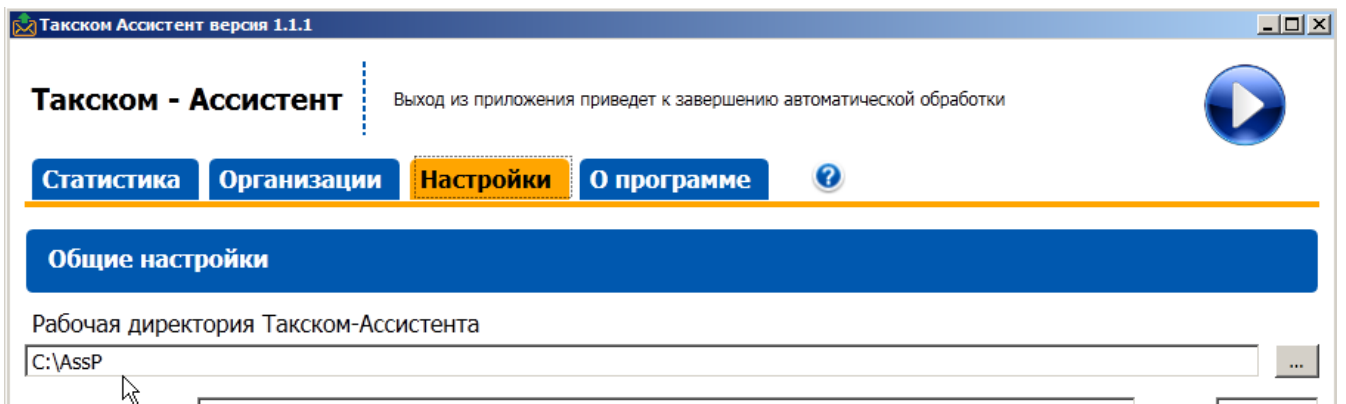 Такском Ассистент версия 1.1.1
Такском - Ассистент
Выход из приложения приведет к завершению автоматической обработки
Статистика Организации Настройки О программе ?
Общие настройки
Рабочая директория Такском-Ассистента
C:\AssP ...